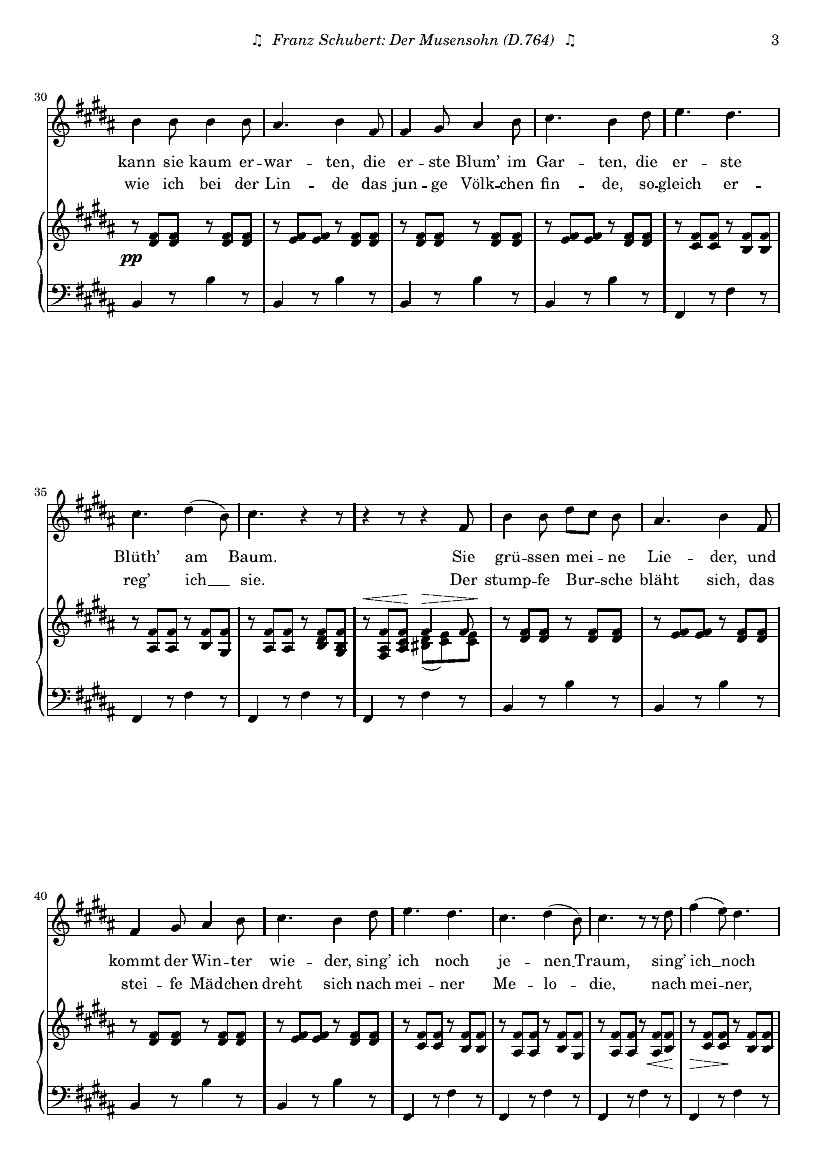 ♫ Franz Schubert: Der Musensohn (D.764) ♫ 3
30
kann sie kaum er – war – ten, die er – ste Blum’ im Gar – ten, die er – ste
wie ich bei der Lin – de das jun – ge Völk – chen fin – de, so – gleich er –
pp
35
Blüth’ am Baum. Sie grü – ssen mei – ne Lie – der, und
reg’ ich __ sie. Der stump – fe Bur – sche bläht sich, das
40
kommt der Win – ter wie – der, sing’ ich noch je – nen _ Traum, sing’ ich _ noch
stei – fe Mädchen dreht sich nach mei – ner Me – lo – die, nach mei – ner,